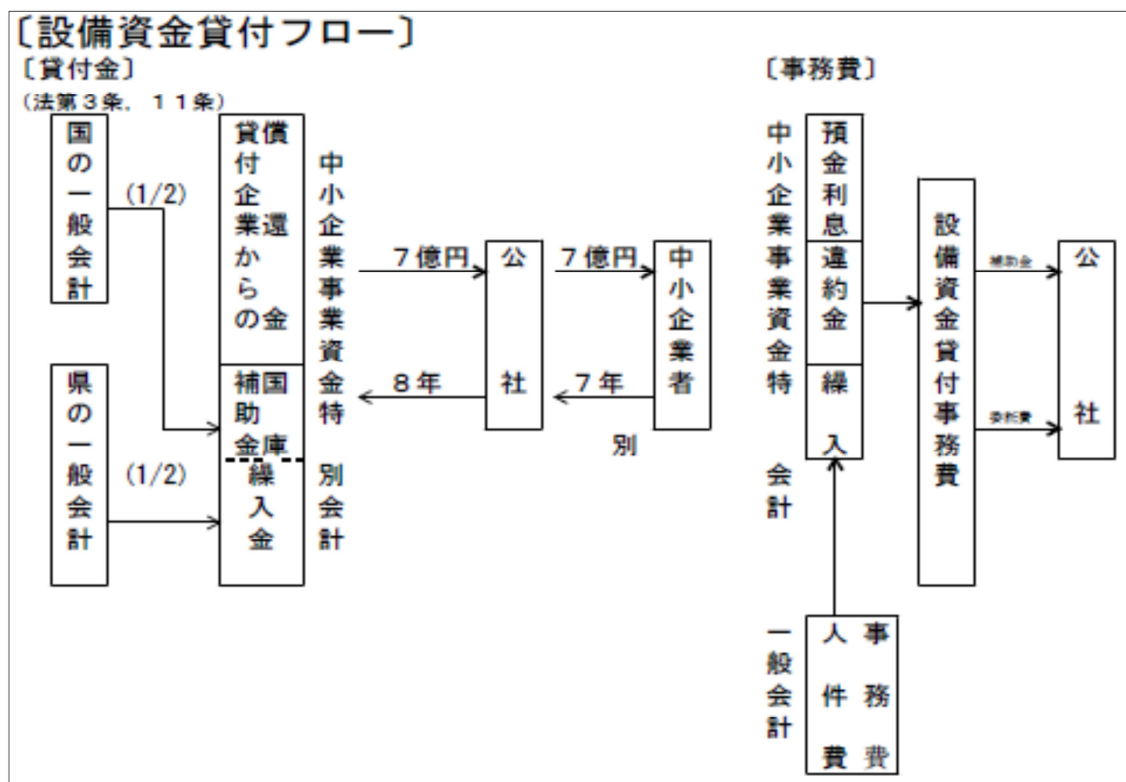 〔設備資金貸付フロー〕
〔貸付金〕
(法第3条，11条)
国の一般会計
(1/2)
県の一般会計
(1/2)
貸付企業からの
償還金
国庫
補助金
繰入金
中小企業事業資金特別会計
7億円
8年
公社
7億円
7年
中小企業者
〔事務費〕
中小企業事業資金特別会計
預金利息
違約金
繰入
設備資金貸付事務費
補助金
委託費
公社
一般会計
事務費
人件費